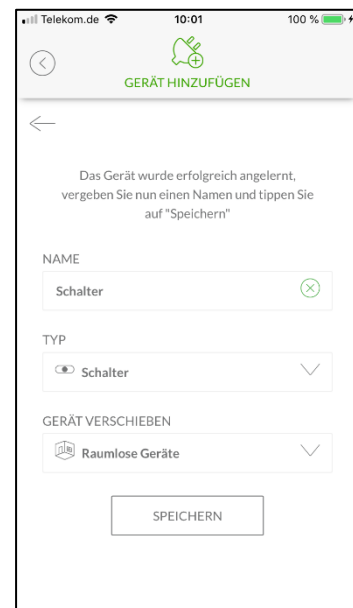 Telekom.de 10:01 100 %
GERÄT HINZUFÜGEN
Das Gerät wurde erfolgreich angelernt,
vergeben Sie nun einen Namen und tippen Sie
auf "Speichern"
NAME
Schalter
TYP
Schalter
GERÄT VERSCHIEBEN
Raumlose Geräte
SPEICHERN